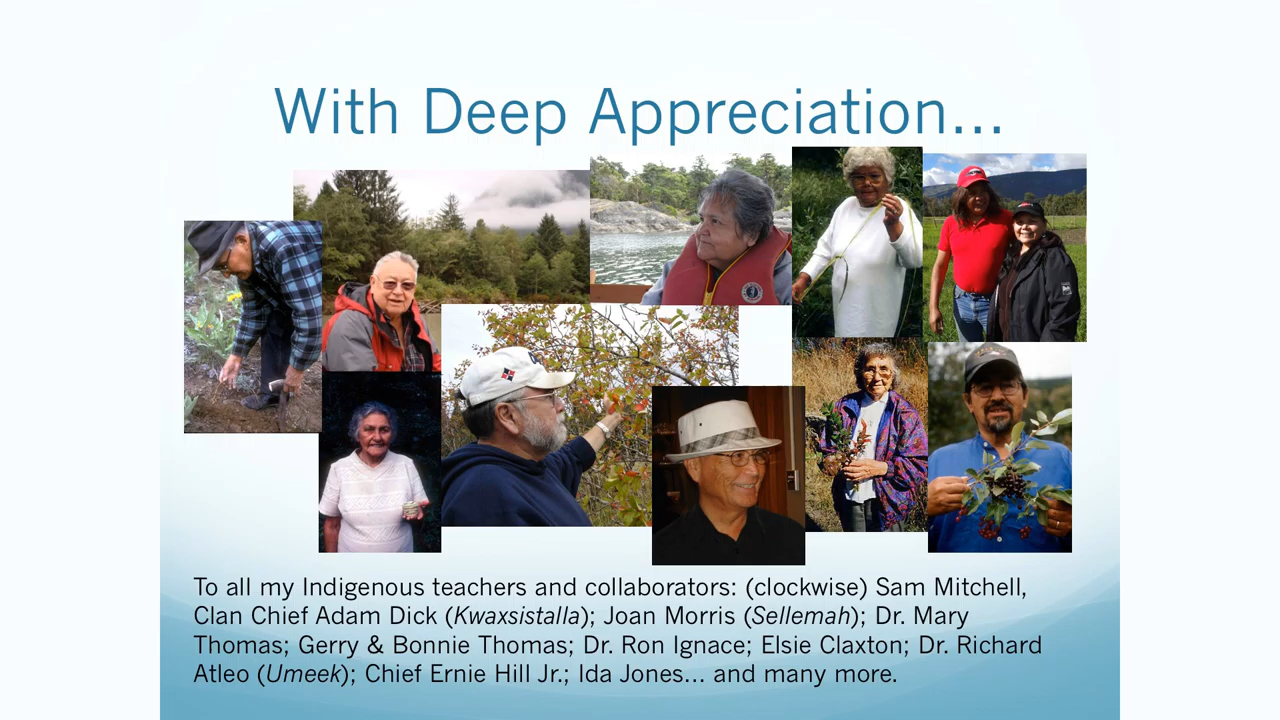 With Deep Appreciation...
To all my Indigenous teachers and collaborators: (clockwise) Sam Mitchell,
Clan Chief Adam Dick (Kwaxsistalla); Joan Morris (Sellemah); Dr. Mary
Thomas; Gerry & Bonnie Thomas; Dr. Ron Ignace; Elsie Claxton; Dr. Richard
Atleo (Umeek); Chief Ernie Hill Jr.; Ida Jones... and many more.